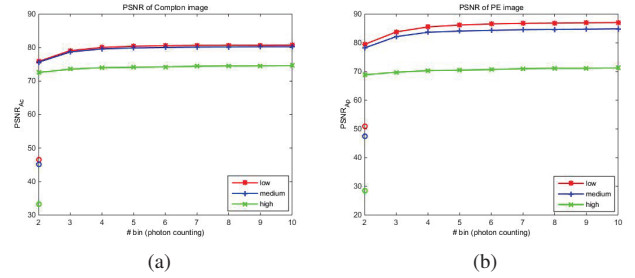 PSNR of Compton image
90
80
70
60
50
40
30
PSNR_Ac
2 3 4 5 6 7 8 9 10
# bin (photon counting)
low
medium
high
(a)
PSNR of PE image
90
80
70
60
50
40
30
20
PSNR_Ap
2 3 4 5 6 7 8 9 10
# bin (photon counting)
low
medium
high
(b)